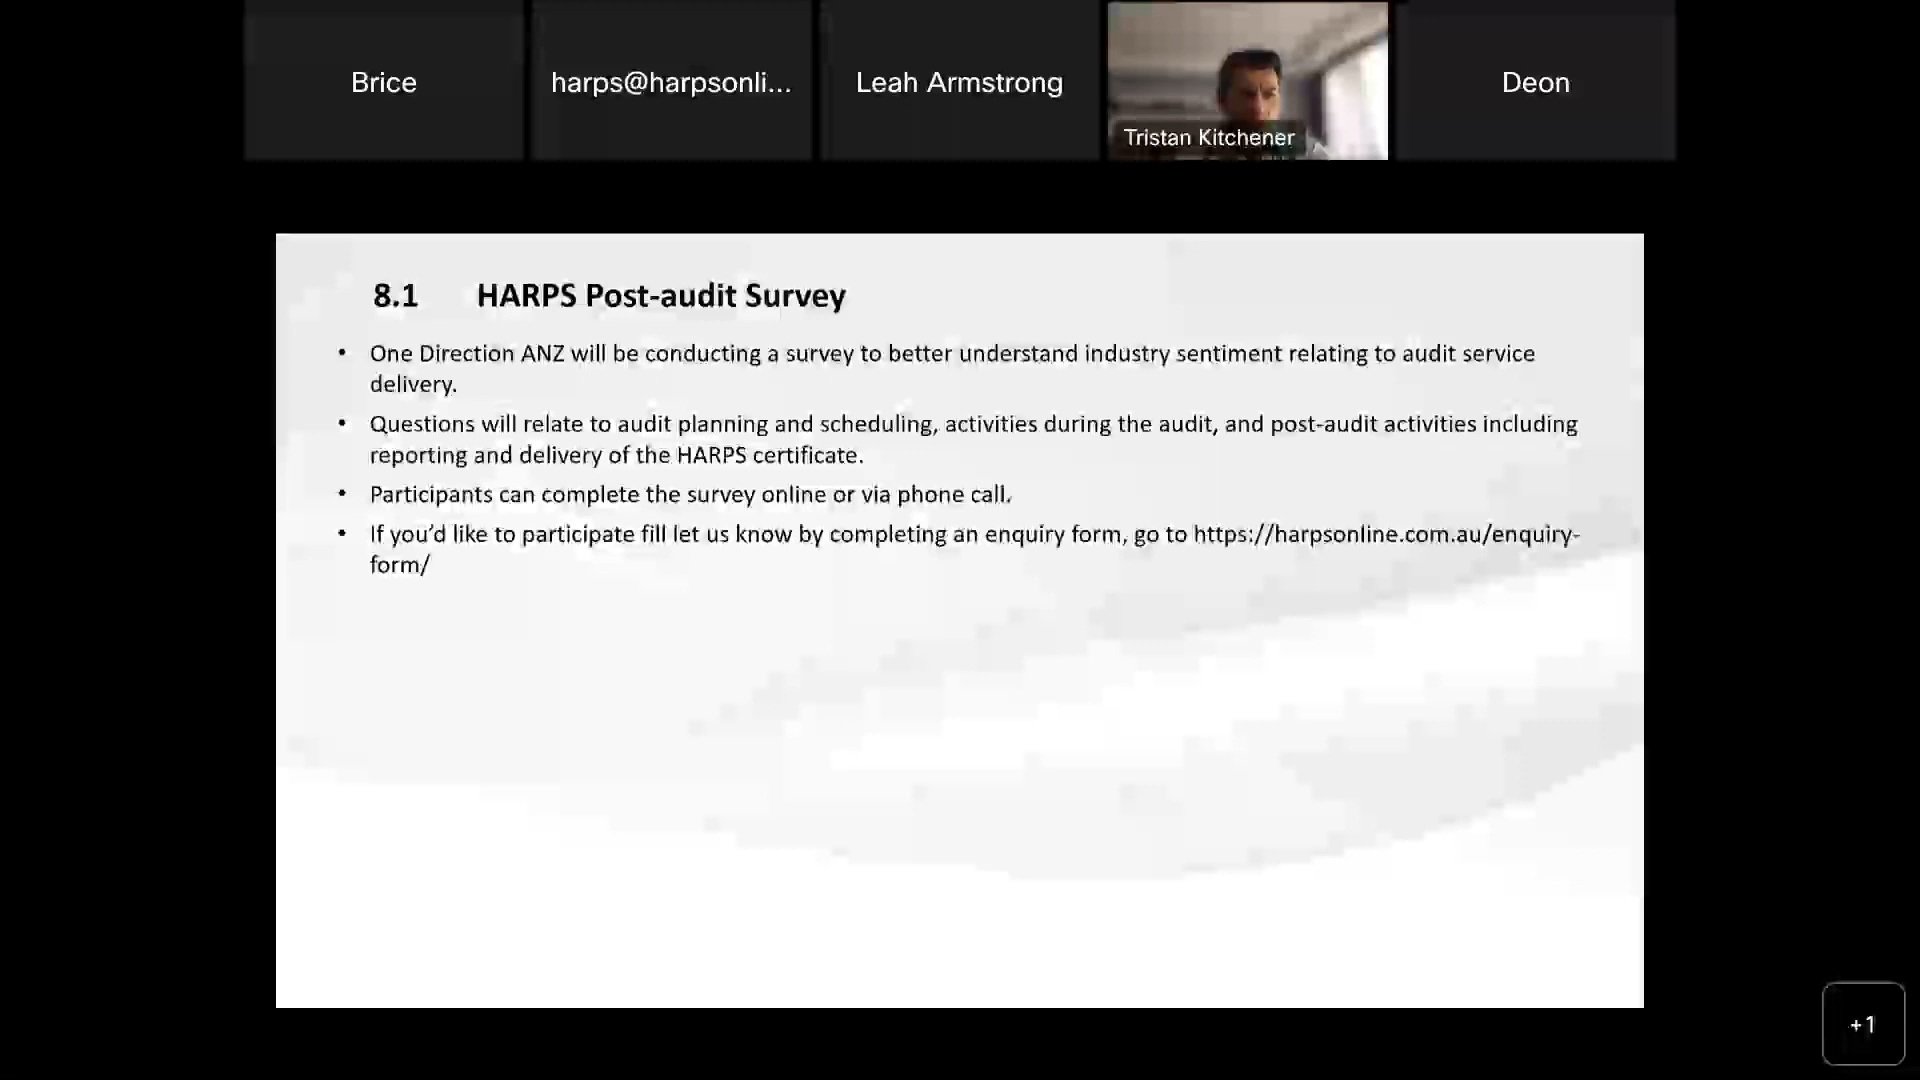 Brice
harps@harpsonli...
Leah Armstrong
Tristan Kitchener
Deon
8.1 HARPS Post-audit Survey
• One Direction ANZ will be conducting a survey to better understand industry sentiment relating to audit service
delivery.
• Questions will relate to audit planning and scheduling, activities during the audit, and post-audit activities including
reporting and delivery of the HARPS certificate.
• Participants can complete the survey online or via phone call.
• If you’d like to participate fill let us know by completing an enquiry form, go to https://harpsonline.com.au/enquiry-
form/
+1